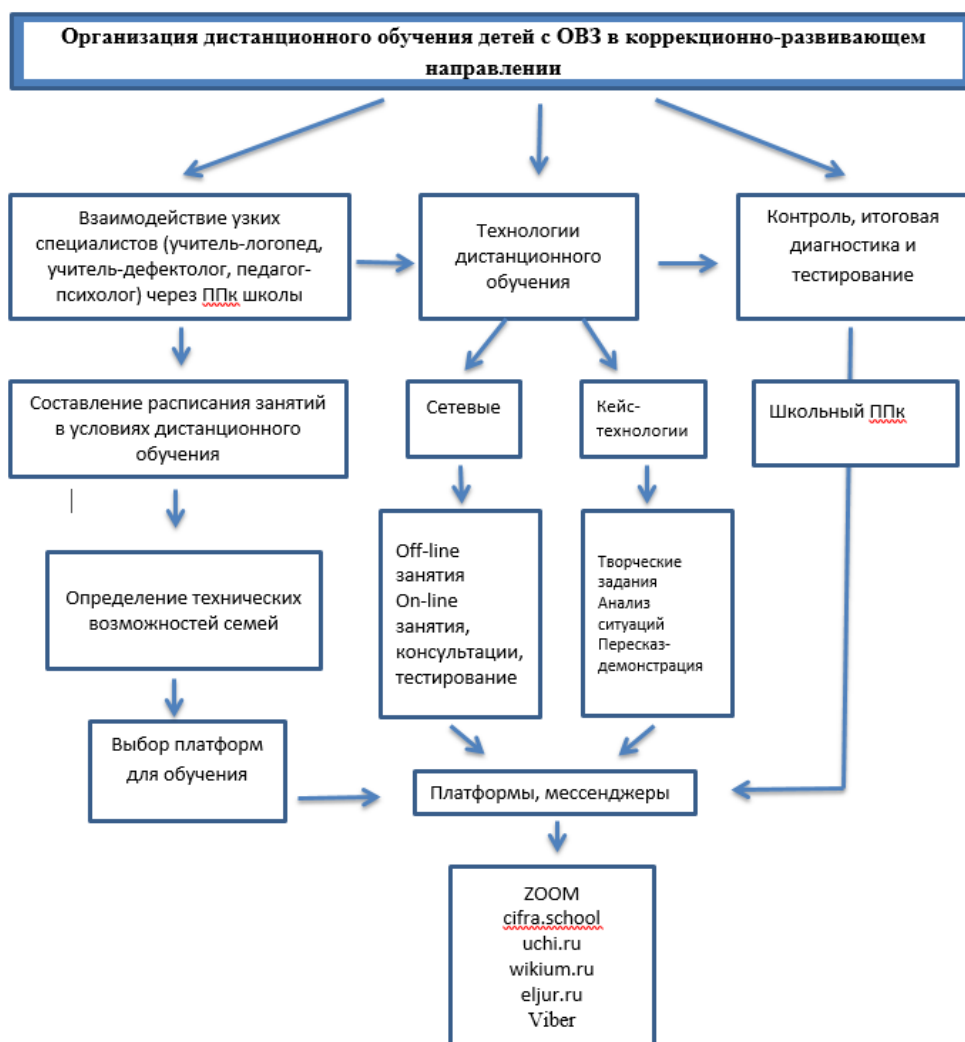 Организация дистанционного обучения детей с ОВЗ в коррекционно-развивающем
направлении
Взаимодействие узких
специалистов (учитель-логопед,
учитель-дефектолог, педагог-
психолог) через ППк школы
Технологии
дистанционного
обучения
Контроль, итоговая
диагностика и
тестирование
Составление расписания занятий
в условиях дистанционного
обучения
Сетевые
Кейс-
технологии
Школьный ППк
Определение технических
возможностей семей
Off-line
занятия
On-line
занятия,
консультации,
тестирование
Творческие
задания
Анализ
ситуаций
Пересказ-
демонстрация
Выбор платформ
для обучения
Платформы, мессенджеры
ZOOM
cifra.school
uchi.ru
wikium.ru
eljur.ru
Viber